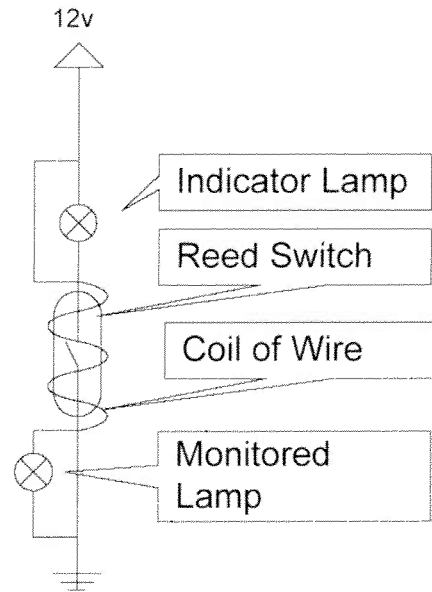 12v
Indicator Lamp
Reed Switch
Coil of Wire
Monitored
Lamp